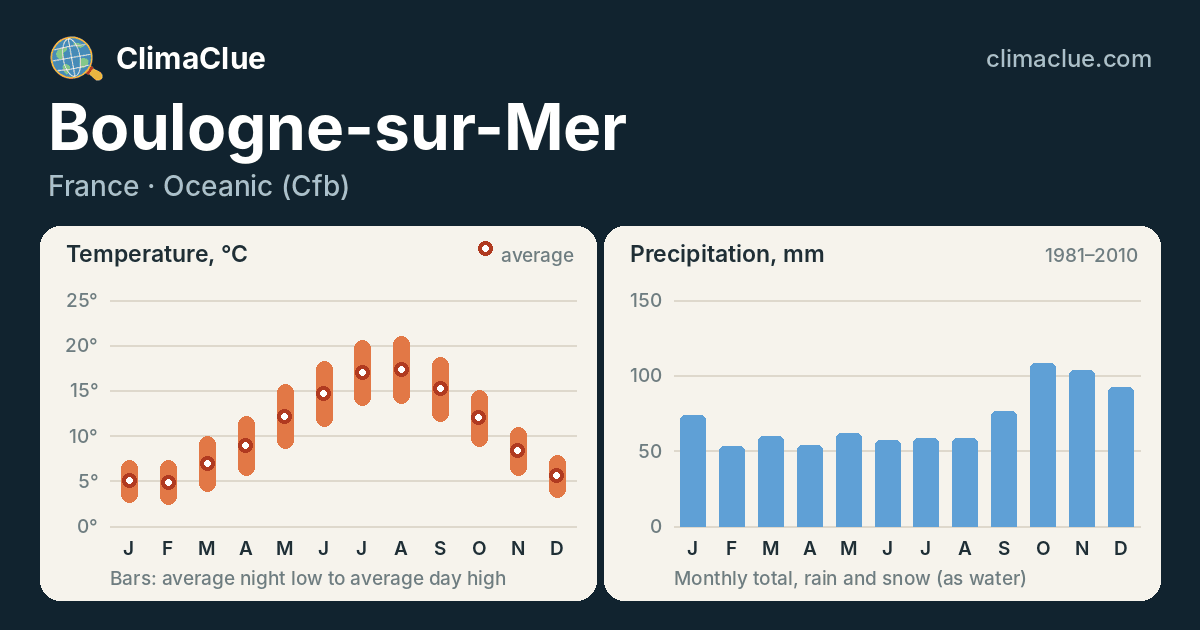 ClimaClue
climaclue.com
Boulogne-sur-Mer
France · Oceanic (Cfb)
Temperature, °C
average
25°
20°
15°
10°
5°
0°
J F M A M J J A S O N D
Bars: average night low to average day high
Precipitation, mm
1981–2010
150
100
50
0
J F M A M J J A S O N D
Monthly total, rain and snow (as water)